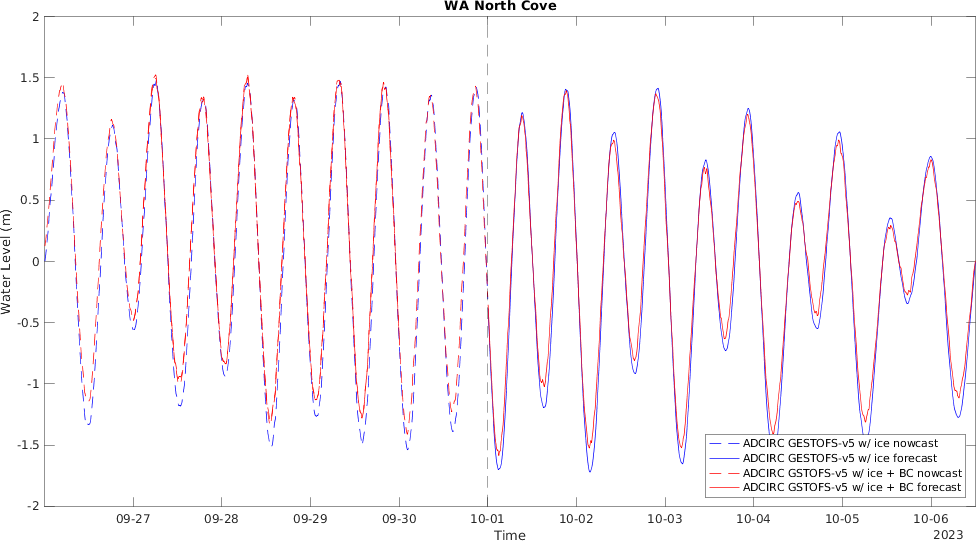 WA North Cove
2
1.5
1
0.5
0
-0.5
-1
-1.5
-2
Water Level (m)
ADCIRC GESTOFS-v5 w/ ice nowcast
ADCIRC GESTOFS-v5 w/ ice forecast
ADCIRC GSTOFS-v5 w/ ice + BC nowcast
ADCIRC GSTOFS-v5 w/ ice + BC forecast
09-27 09-28 09-29 09-30 10-01 10-02 10-03 10-04 10-05 10-06
Time
2023